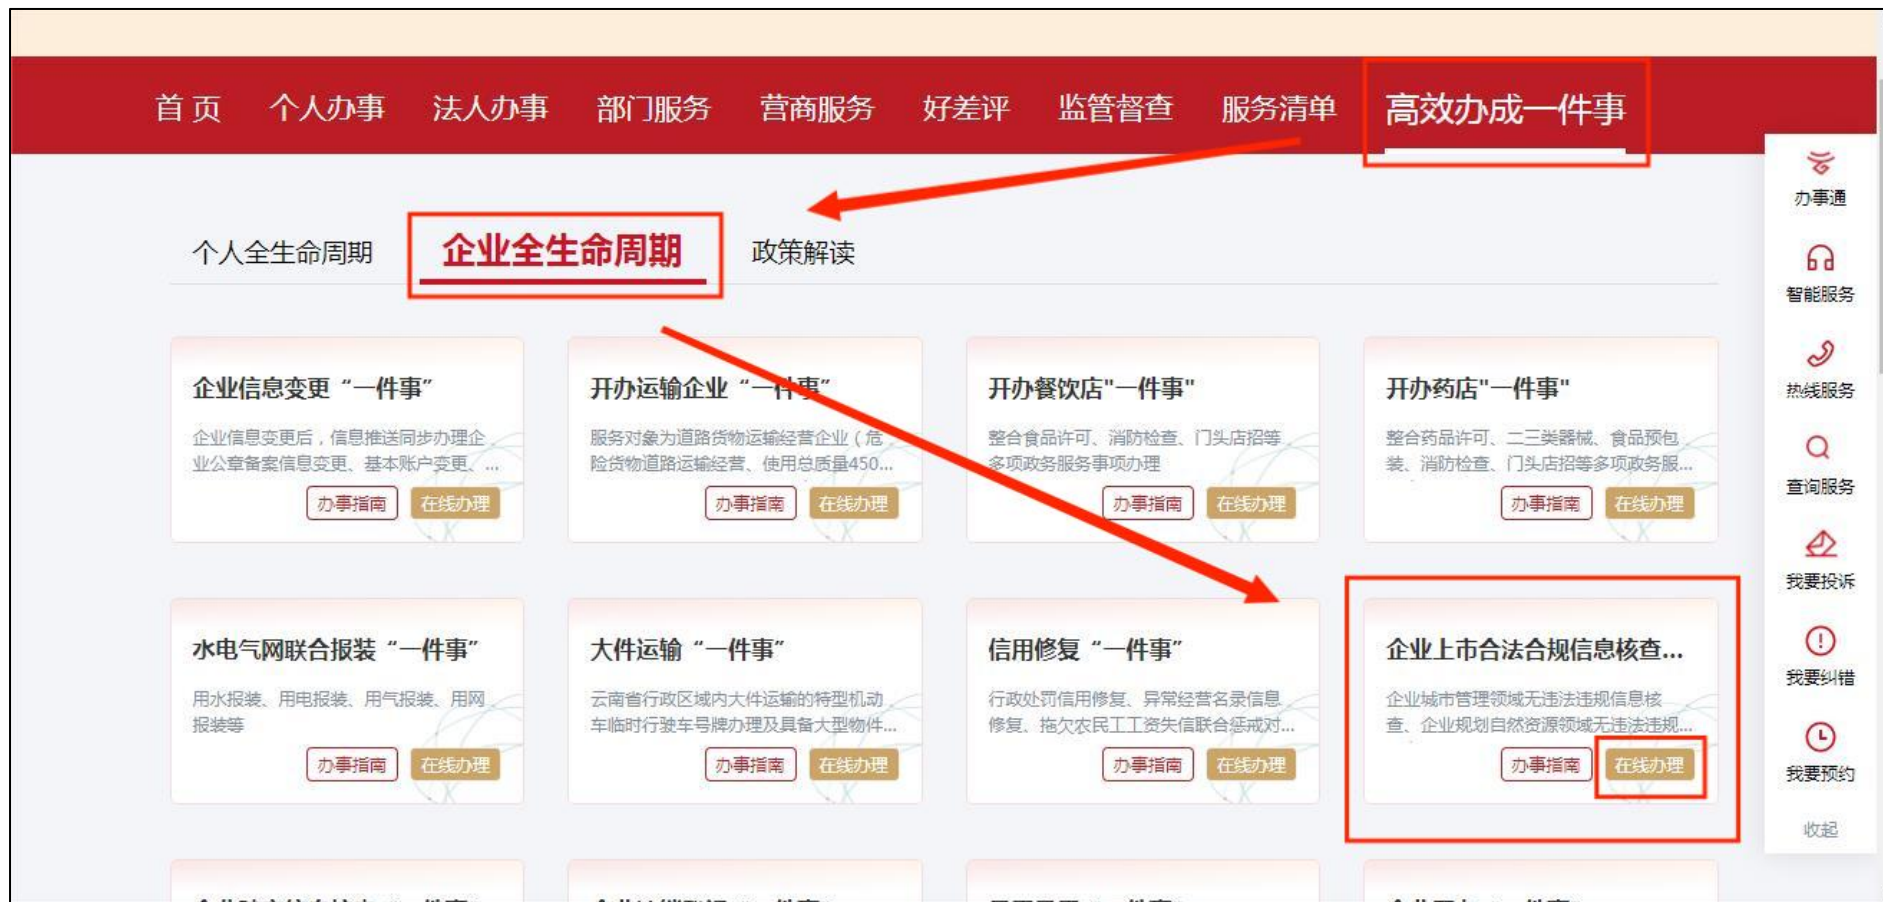 首页 个人办事 法人办事 部门服务 营商服务 好差评 监管督查 服务清单 高效办成一件事
个人全生命周期 企业全生命周期 政策解读
企业信息变更“一件事”
企业信息变更后，信息推送同步办理企
业公章备案信息变更、基本账户变更、...
办事指南 在线办理
开办运输企业“一件事”
服务对象为道路货物运输经营企业（危
险货物道路运输经营、使用总质量450...
办事指南 在线办理
开办餐饮店"一件事"
整合食品许可、消防检查、门头店招等
多项政务服务事项办理
办事指南 在线办理
开办药店"一件事"
整合药品许可、二三类器械、食品预包
装、消防检查、门头店招等多项政务服...
办事指南 在线办理
水电气网联合报装“一件事”
用水报装、用电报装、用气报装、用网
报装等
办事指南 在线办理
大件运输“一件事”
云南省行政区域内大件运输的特型机动
车临时行驶车号牌办理及具备大型物件...
办事指南 在线办理
信用修复“一件事”
行政处罚信用修复、异常经营名录信息
修复、拖欠农民工工资失信联合惩戒对...
办事指南 在线办理
企业上市合法合规信息核查...
企业城市管理领域无违法违规信息核
查、企业规划自然资源领域无违法违规...
办事指南 在线办理
办事通
智能服务
热线服务
查询服务
我要投诉
我要纠错
我要预约
收起